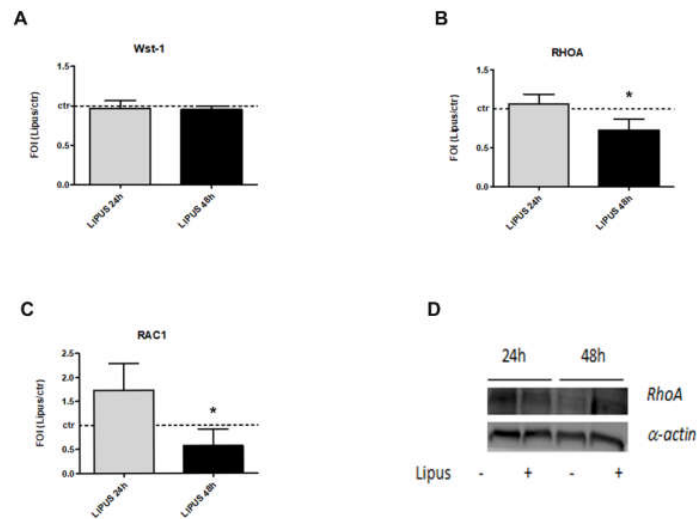 A
Wst-1
FOI (Lipus/ctr)
1.5
ctr
0.5
0.0
LIPUS 24h
LIPUS 48h
B
RHOA
FOI (Lipus/ctr)
1.5
ctr
0.5
0.0
*
LIPUS 24h
LIPUS 48h
C
RAC1
FOI (Lipus/ctr)
2.5
2.0
1.5
ctr
0.5
0.0
*
LIPUS 24h
LIPUS 48h
D
24h 48h
RhoA
α-actin
Lipus - + - +